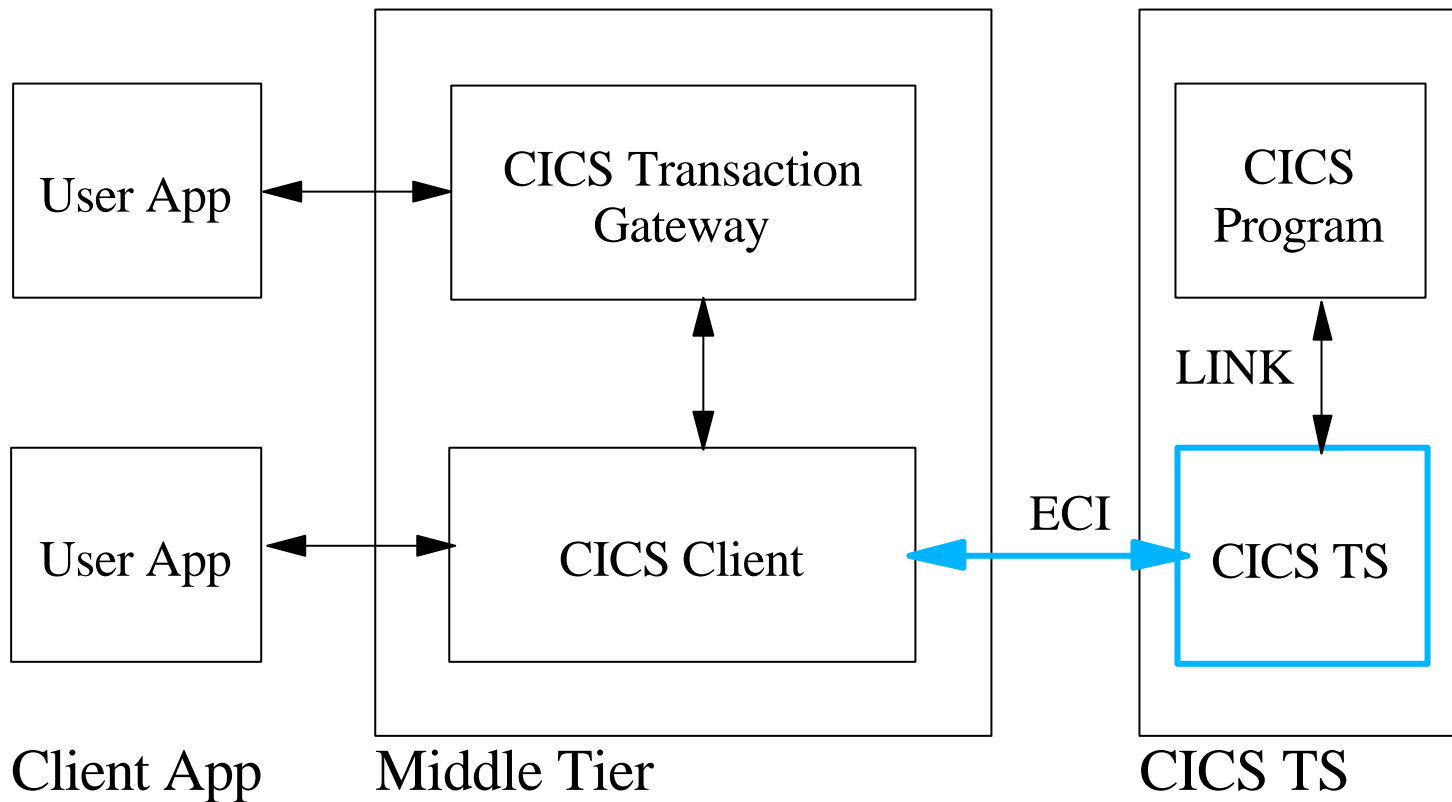 User App
CICS Transaction
Gateway
CICS
Program
LINK
User App
CICS Client
ECI
CICS TS
Client App
Middle Tier
CICS TS